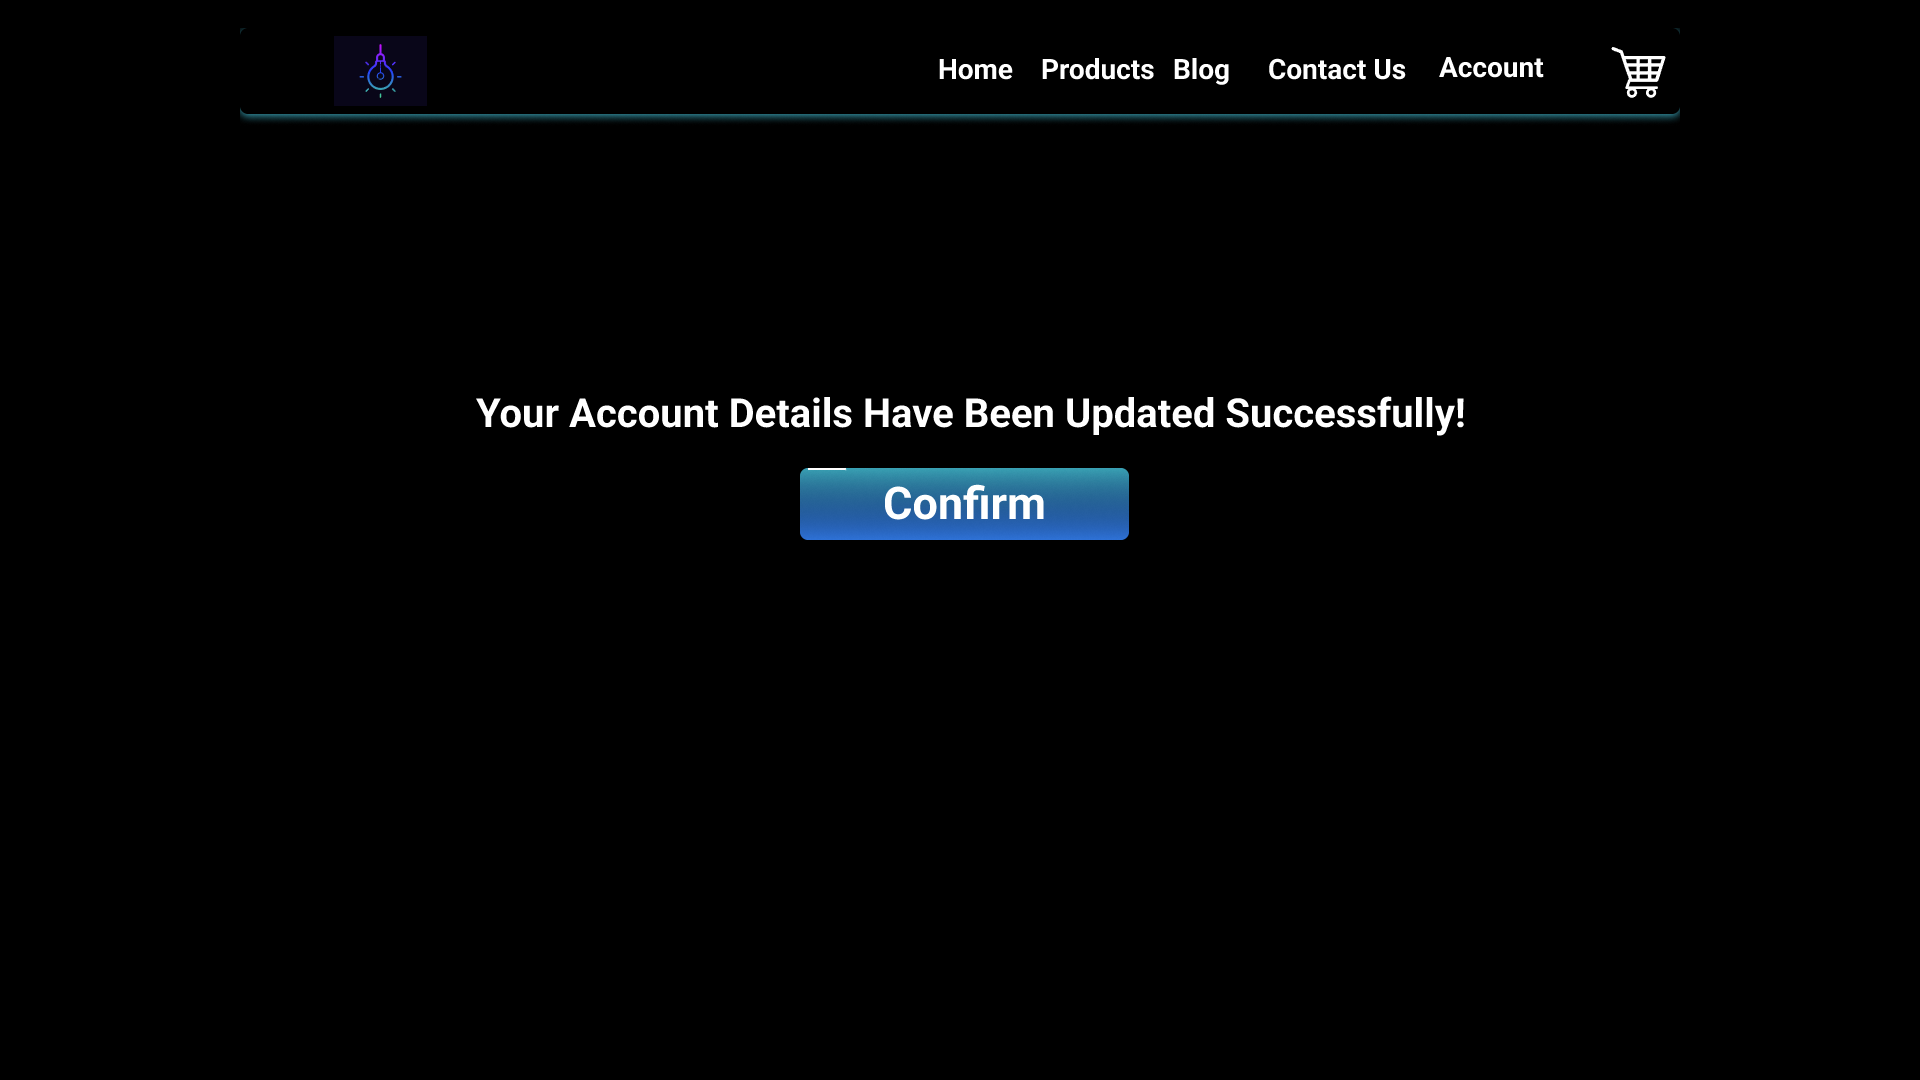 Home Products Blog Contact Us Account
Your Account Details Have Been Updated Successfully!
Confirm